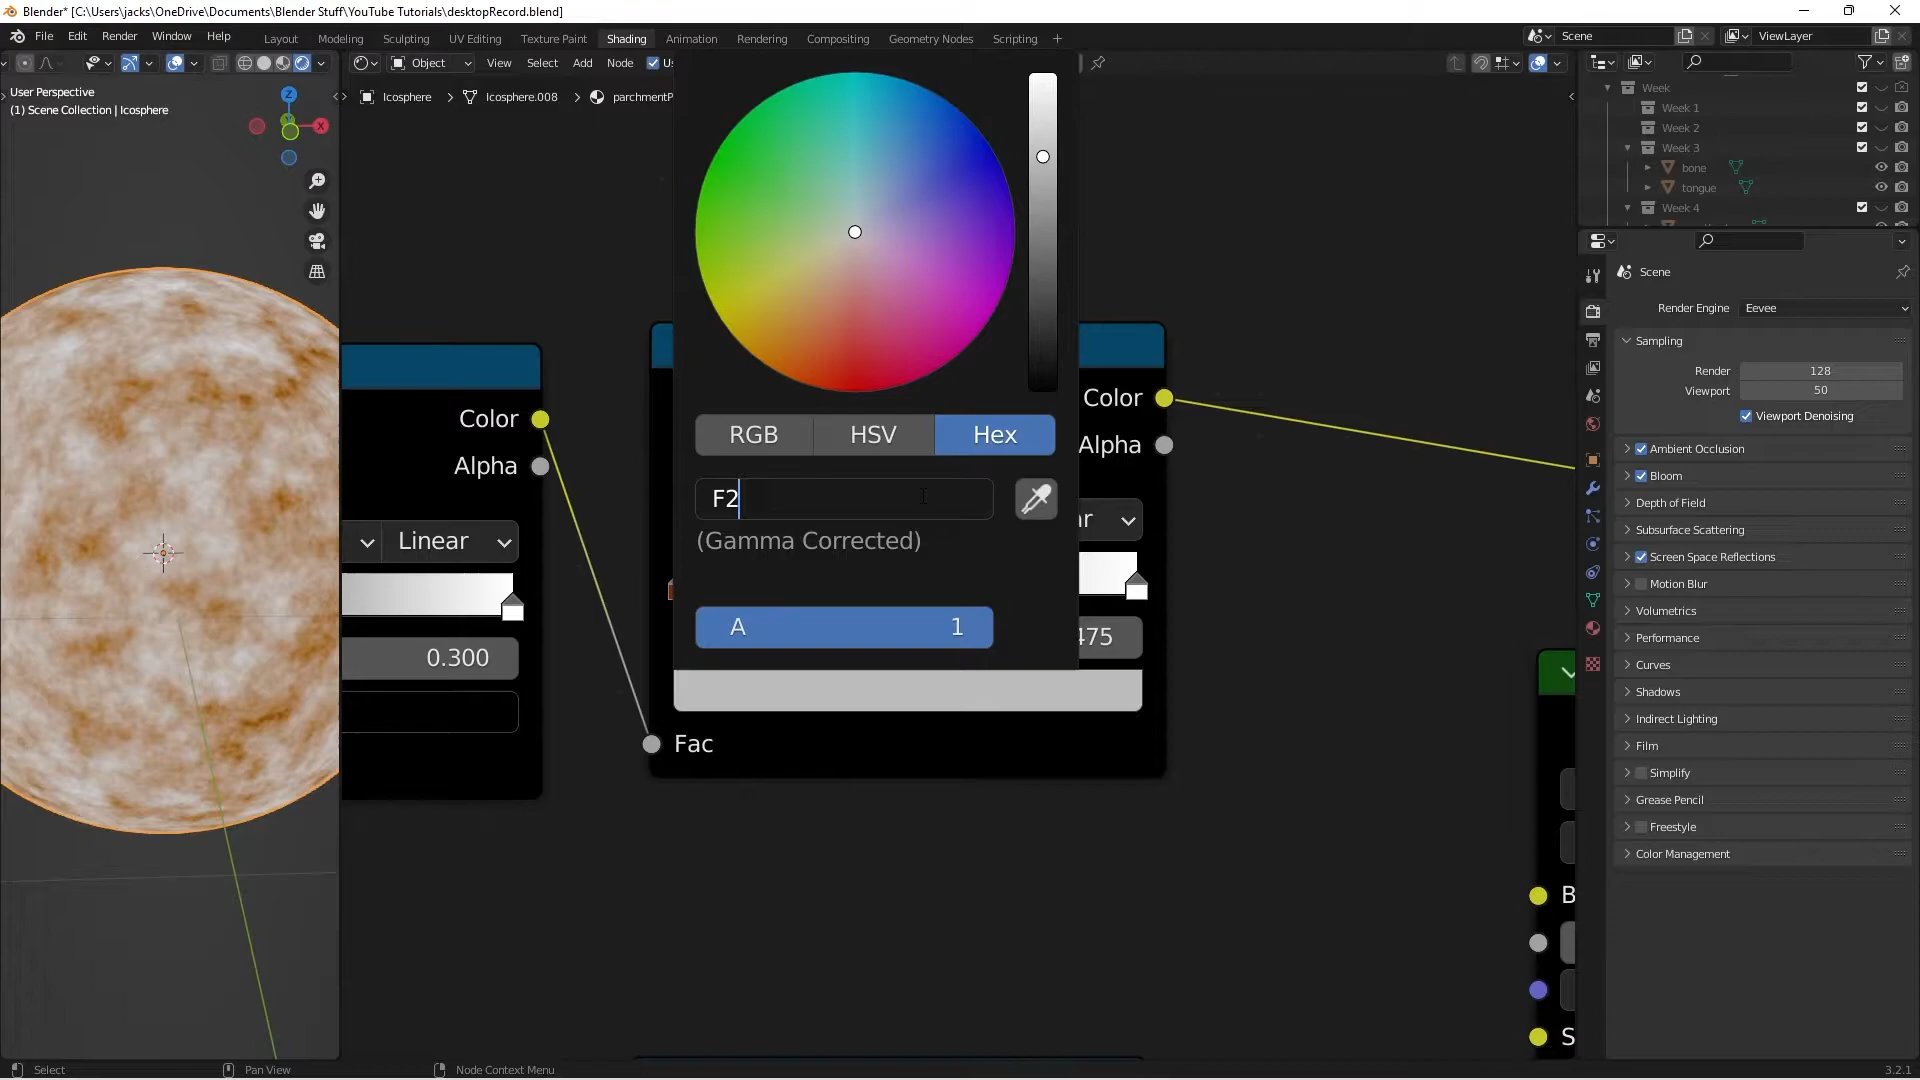 Blender* [C:\Users\jacks\OneDrive\Documents\Blender Stuff\YouTube Tutorials\desktopRecord.blend]
File Edit Render Window Help Layout Modeling Sculpting UV Editing Texture Paint Shading Animation Rendering Compositing Geometry Nodes Scripting + Scene ViewLayer
Object View Select Add Node Us
User Perspective
(1) Scene Collection | Icosphere
Z
X
Icosphere > Icosphere.008 > parchmentP
Color
Alpha
Linear
0.300
RGB HSV Hex
F2
(Gamma Corrected)
A 1
Color
Alpha
ar
475
Fac
B
S
Week
Week 1
Week 2
Week 3
bone
tongue
Week 4
Scene
Render Engine Eevee
Sampling
Render 128
Viewport 50
Viewport Denoising
Ambient Occlusion
Bloom
Depth of Field
Subsurface Scattering
Screen Space Reflections
Motion Blur
Volumetrics
Performance
Curves
Shadows
Indirect Lighting
Film
Simplify
Grease Pencil
Freestyle
Color Management
Select Pan View Node Context Menu 3.2.1